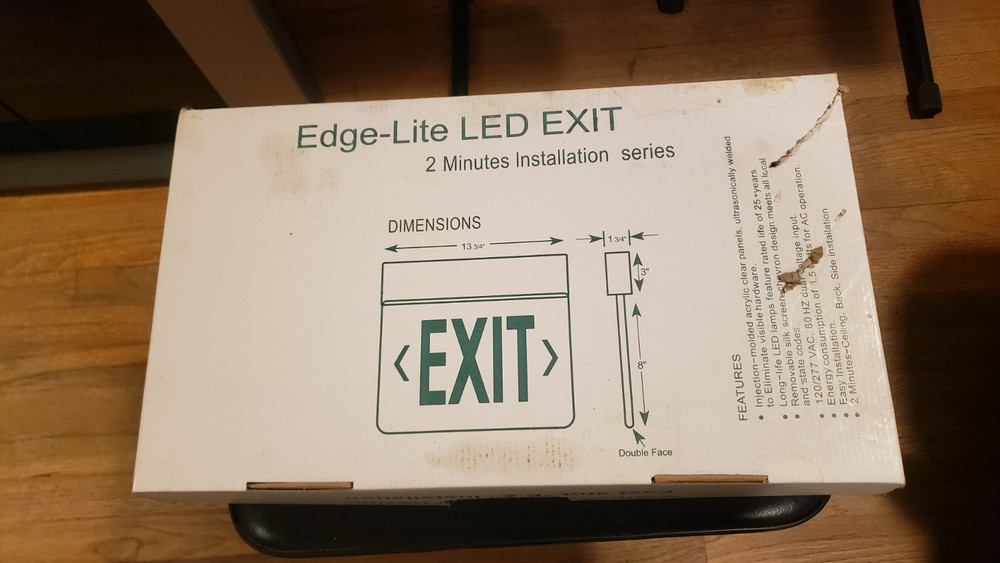 Edge-Lite LED EXIT
2 Minutes Installation series
DIMENSIONS
13 3/4"
1 3/4"
3"
8"
EXIT
Double Face
FEATURES
• Injection-molded acrylic clear panels, ultrasonically welded
to Eliminate visible hardware.
• Long-life LED lamps feature rated life of 25+years.
• Removable silk screen chevron design meets all local
and state codes.
120/277 VAC, 60 HZ dual voltage input.
• Energy consumption of 1.5 for AC operation.
• Easy Installation.
• 2 Minutes-Ceiling, Back, Side installation